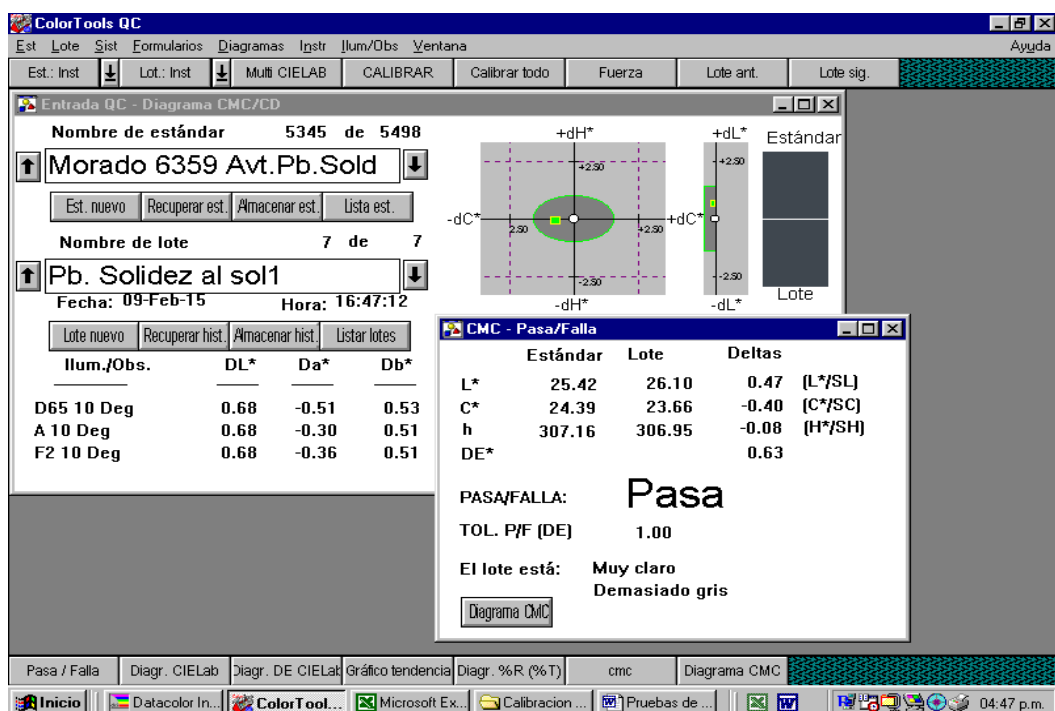 ColorTools QC
Est Lote Sist Formularios Diagramas Instr Ilum/Obs Ventana Ayuda
Est.: Inst Lot.: Inst Multi CIELAB CALIBRAR Calibrar todo Fuerza Lote ant. Lote sig.
Entrada QC - Diagrama CMC/CD
Nombre de estándar 5345 de 5498
Morado 6359 Avt.Pb.Sold
Est. nuevo Recuperar est. Almacenar est. Lista est.
Nombre de lote 7 de 7
Pb. Solidez al sol1
Fecha: 09-Feb-15 Hora: 16:47:12
Lote nuevo Recuperar hist. Almacenar hist. Listar lotes
Ilum./Obs. DL* Da* Db*
D65 10 Deg 0.68 -0.51 0.53
A 10 Deg 0.68 -0.30 0.51
F2 10 Deg 0.68 -0.36 0.51
+dH* +dL* Estándar
+2.50 +2.50
-dC* 2.50 +2.50 +dC*
-2.50 -2.50
-dH* -dL* Lote
CMC - Pasa/Falla
Estándar Lote Deltas
L* 25.42 26.10 0.47 (L*/SL)
C* 24.39 23.66 -0.40 (C*/SC)
h 307.16 306.95 -0.08 (H*/SH)
DE* 0.63
PASA/FALLA: Pasa
TOL. P/F (DE) 1.00
El lote está: Muy claro
Demasiado gris
Diagrama CMC
Pasa / Falla Diagr. CIELab Diagr. DE CIELab Gráfico tendencia Diagr. %R (%T) cmc Diagrama CMC
Inicio Datacolor In... ColorTool... Microsoft Ex... Calibracion ... Pruebas de ... 04:47 p.m.